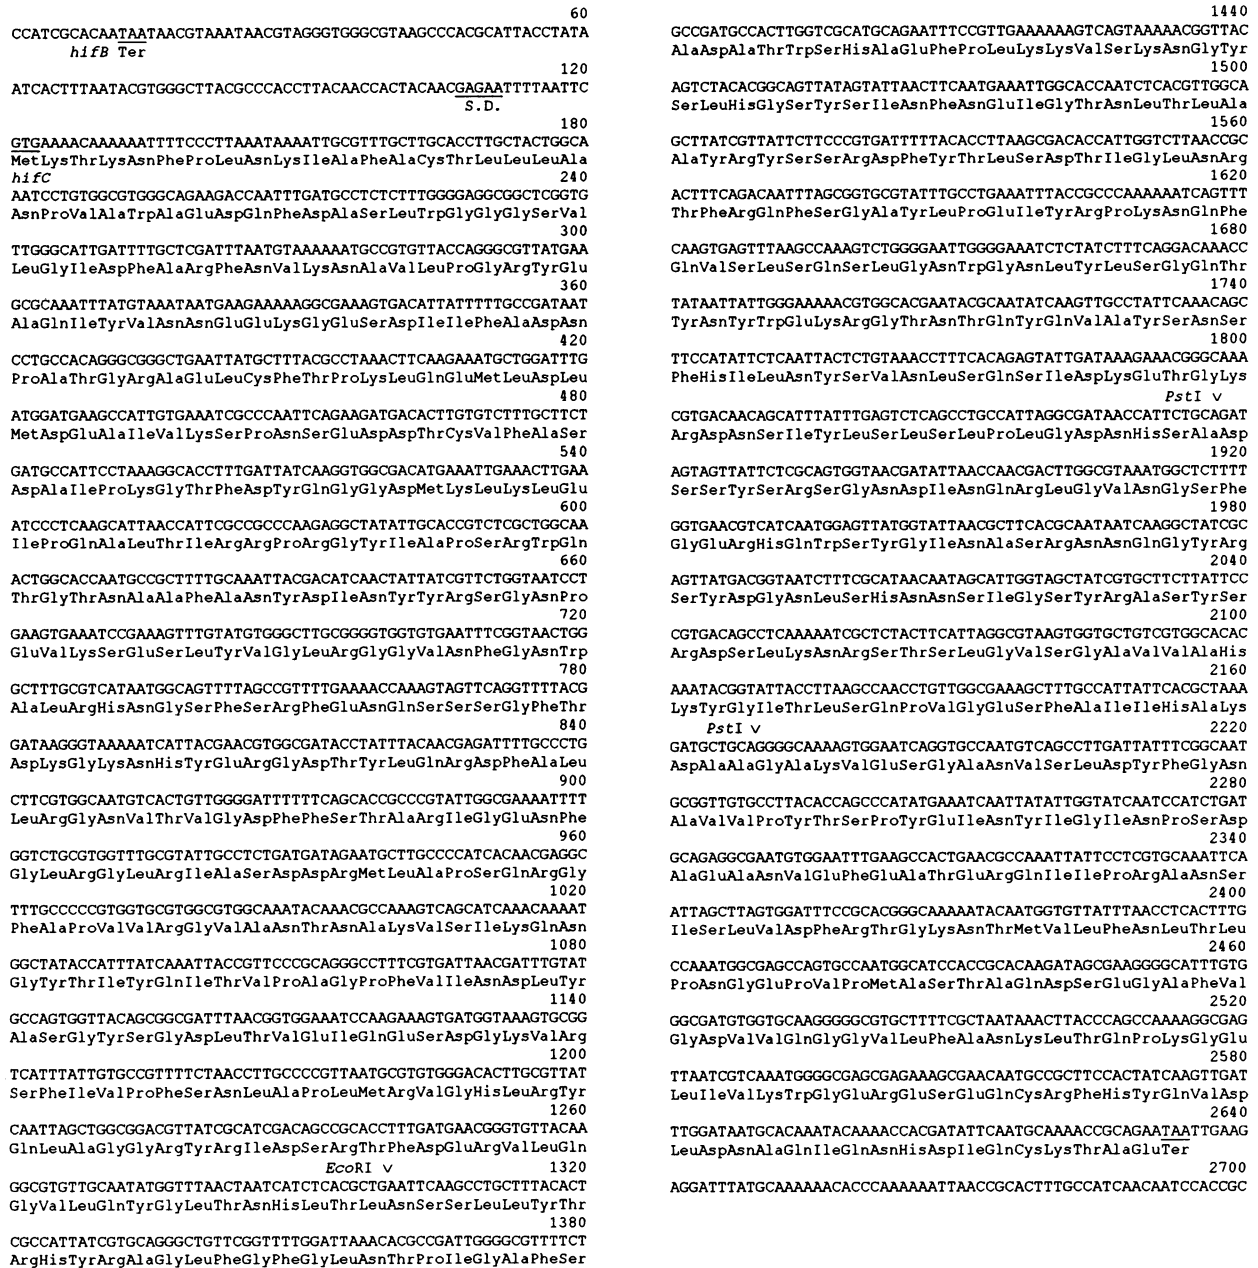 60
CCATCGCACAATAATAACGTAAATAACGTAGGGTGGGCGTAAGCCCACGCATTACCTATA
hifB Ter
120
ATCACTTTAATACGTGGGCTTACGCCCACCTTACAACCACTACAACGAGAATTTTAATTC
S.D.
180
GTGAAAACAAAAAATTTTCCCTTAAATAAAATTGCGTTTGCTTGCACCTTGCTACTGGCA
MetLysThrLysAsnPheProLeuAsnLysIleAlaPheAlaCysThrLeuLeuLeuAla
hifC 240
AATCCTGTGGCGTGGGCAGAAGACCAATTTGATGCCTCTCTTTGGGGAGGCGGCTCGGTG
AsnProValAlaTrpAlaGluAspGlnPheAspAlaSerLeuTrpGlyGlyGlySerVal
300
TTGGGCATTGATTTTGCTCGATTTAATGTAAAAAATGCCGTGTTACCAGGGCGTTATGAA
LeuGlyIleAspPheAlaArgPheAsnValLysAsnAlaValLeuProGlyArgTyrGlu
360
GCGCAAATTTATGTAAATAATGAAGAAAAAGGCGAAAGTGACATTATTTTTGCCGATAAT
AlaGlnIleTyrValAsnAsnGluGluLysGlyGluSerAspIleIlePheAlaAspAsn
420
CCTGCCACAGGGCGGGCTGAATTATGCTTTACGCCTAAACTTCAAGAAATGCTGGATTTG
ProAlaThrGlyArgAlaGluLeuCysPheThrProLysLeuGlnGluMetLeuAspLeu
480
ATGGATGAAGCCATTGTGAAATCGCCCAATTCAGAAGATGACACTTGTGTCTTTGCTTCT
MetAspGluAlaIleValLysSerProAsnSerGluAspAspThrCysValPheAlaSer
540
GATGCCATTCCTAAAGGCACCTTTGATTATCAAGGTGGCGACATGAAATTGAAACTTGAA
AspAlaIleProLysGlyThrPheAspTyrGlnGlyGlyAspMetLysLeuLysLeuGlu
600
ATCCCTCAAGCATTAACCATTCGCCGCCCAAGAGGCTATATTGCACCGTCTCGCTGGCAA
IleProGlnAlaLeuThrIleArgArgProArgGlyTyrIleAlaProSerArgTrpGln
660
ACTGGCACCAATGCCGCTTTTGCAAATTACGACATCAACTATTATCGTTCTGGTAATCCT
ThrGlyThrAsnAlaAlaPheAlaAsnTyrAspIleAsnTyrTyrArgSerGlyAsnPro
720
GAAGTGAAATCCGAAAGTTTGTATGTGGGCTTGCGGGGTGGTGTGAATTTCGGTAACTGG
GluValLysSerGluSerLeuTyrValGlyLeuArgGlyGlyValAsnPheGlyAsnTrp
780
GCTTTGCGTCATAATGGCAGTTTTAGCCGTTTTGAAAACCAAAGTAGTTCAGGTTTTACG
AlaLeuArgHisAsnGlySerPheSerArgPheGluAsnGlnSerSerSerGlyPheThr
840
GATAAGGGTAAAAATCATTACGAACGTGGCGATACCTATTTACAACGAGATTTTGCCCTG
AspLysGlyLysAsnHisTyrGluArgGlyAspThrTyrLeuGlnArgAspPheAlaLeu
900
CTTCGTGGCAATGTCACTGTTGGGGATTTTTTCAGCACCGCCCGTATTGGCGAAAATTTT
LeuArgGlyAsnValThrValGlyAspPhePheSerThrAlaArgIleGlyGluAsnPhe
960
GGTCTGCGTGGTTTGCGTATTGCCTCTGATGATAGAATGCTTGCCCCATCACAACGAGGC
GlyLeuArgGlyLeuArgIleAlaSerAspAspArgMetLeuAlaProSerGlnArgGly
1020
TTTGCCCCCGTGGTGCGTGGCGTGGCAAATACAAACGCCAAAGTCAGCATCAAACAAAAT
PheAlaProValValArgGlyValAlaAsnThrAsnAlaLysValSerIleLysGlnAsn
1080
GGCTATACCATTTATCAAATTACCGTTCCCGCAGGGCCTTTCGTGATTAACGATTTGTAT
GlyTyrThrIleTyrGlnIleThrValProAlaGlyProPheValIleAsnAspLeuTyr
1140
GCCAGTGGTTACAGCGGCGATTTAACGGTGGAAATCCAAGAAAGTGATGGTAAAGTGCGG
AlaSerGlyTyrSerGlyAspLeuThrValGluIleGlnGluSerAspGlyLysValArg
1200
TCATTTATTGTGCCGTTTTCTAACCTTGCCCCGTTAATGCGTGTGGGACACTTGCGTTAT
SerPheIleValProPheSerAsnLeuAlaProLeuMetArgValGlyHisLeuArgTyr
1260
CAATTAGCTGGCGGACGTTATCGCATCGACAGCCGCACCTTTGATGAACGGGTGTTACAA
GlnLeuAlaGlyGlyArgTyrArgIleAspSerArgThrPheAspGluArgValLeuGln
EcoRI v 1320
GGCGTGTTGCAATATGGTTTAACTAATCATCTCACGCTGAATTCAAGCCTGCTTTACACT
GlyValLeuGlnTyrGlyLeuThrAsnHisLeuThrLeuAsnSerSerLeuLeuTyrThr
1380
CGCCATTATCGTGCAGGGCTGTTCGGTTTTGGATTAAACACGCCGATTGGGGCGTTTTCT
ArgHisTyrArgAlaGlyLeuPheGlyPheGlyLeuAsnThrProIleGlyAlaPheSer
1440
GCCGATGCCACTTGGTCGCATGCAGAATTTCCGTTGAAAAAAGTCAGTAAAAACGGTTAC
AlaAspAlaThrTrpSerHisAlaGluPheProLeuLysLysValSerLysAsnGlyTyr
1500
AGTCTACACGGCAGTTATAGTATTAACTTCAATGAAATTGGCACCAATCTCACGTTGGCA
SerLeuHisGlySerTyrSerIleAsnPheAsnGluIleGlyThrAsnLeuThrLeuAla
1560
GCTTATCGTTATTCTTCCCGTGATTTTTACACCTTAAGCGACACCATTGGTCTTAACCGC
AlaTyrArgTyrSerSerArgAspPheTyrThrLeuSerAspThrIleGlyLeuAsnArg
1620
ACTTTCAGACAATTTAGCGGTGCGTATTTGCCTGAAATTTACCGCCCAAAAAATCAGTTT
ThrPheArgGlnPheSerGlyAlaTyrLeuProGluIleTyrArgProLysAsnGlnPhe
1680
CAAGTGAGTTTAAGCCAAAGTCTGGGGAATTGGGGAAATCTCTATCTTTCAGGACAAACC
GlnValSerLeuSerGlnSerLeuGlyAsnTrpGlyAsnLeuTyrLeuSerGlyGlnThr
1740
TATAATTATTGGGAAAAACGTGGCACGAATACGCAATATCAAGTTGCCTATTCAAACAGC
TyrAsnTyrTrpGluLysArgGlyThrAsnThrGlnTyrGlnValAlaTyrSerAsnSer
1800
TTCCATATTCTCAATTACTCTGTAAACCTTTCACAGAGTATTGATAAAGAAACGGGCAAA
PheHisIleLeuAsnTyrSerValAsnLeuSerGlnSerIleAspLysGluThrGlyLys
PstI v
CGTGACAACAGCATTTATTTGAGTCTCAGCCTGCCATTAGGCGATAACCATTCTGCAGAT
ArgAspAsnSerIleTyrLeuSerLeuSerLeuProLeuGlyAspAsnHisSerAlaAsp
1920
AGTAGTTATTCTCGCAGTGGTAACGATATTAACCAACGACTTGGCGTAAATGGCTCTTTT
SerSerTyrSerArgSerGlyAsnAspIleAsnGlnArgLeuGlyValAsnGlySerPhe
1980
GGTGAACGTCATCAATGGAGTTATGGTATTAACGCTTCACGCAATAATCAAGGCTATCGC
GlyGluArgHisGlnTrpSerTyrGlyIleAsnAlaSerArgAsnAsnGlnGlyTyrArg
2040
AGTTATGACGGTAATCTTTCGCATAACAATAGCATTGGTAGCTATCGTGCTTCTTATTCC
SerTyrAspGlyAsnLeuSerHisAsnAsnSerIleGlySerTyrArgAlaSerTyrSer
2100
CGTGACAGCCTCAAAAATCGCTCTACTTCATTAGGCGTAAGTGGTGCTGTCGTGGCACAC
ArgAspSerLeuLysAsnArgSerThrSerLeuGlyValSerGlyAlaValValAlaHis
2160
AAATACGGTATTACCTTAAGCCAACCTGTTGGCGAAAGCTTTGCCATTATTCACGCTAAA
LysTyrGlyIleThrLeuSerGlnProValGlyGluSerPheAlaIleIleHisAlaLys
PstI v 2220
GATGCTGCAGGGGCAAAAGTGGAATCAGGTGCCAATGTCAGCCTTGATTATTTCGGCAAT
AspAlaAlaGlyAlaLysValGluSerGlyAlaAsnValSerLeuAspTyrPheGlyAsn
2280
GCGGTTGTGCCTTACACCAGCCCATATGAAATCAATTATATTGGTATCAATCCATCTGAT
AlaValValProTyrThrSerProTyrGluIleAsnTyrIleGlyIleAsnProSerAsp
2340
GCAGAGGCGAATGTGGAATTTGAAGCCACTGAACGCCAAATTATTCCTCGTGCAAATTCA
AlaGluAlaAsnValGluPheGluAlaThrGluArgGlnIleIleProArgAlaAsnSer
2400
ATTAGCTTAGTGGATTTCCGCACGGGCAAAAATACAATGGTGTTATTTAACCTCACTTTG
IleSerLeuValAspPheArgThrGlyLysAsnThrMetValLeuPheAsnLeuThrLeu
2460
CCAAATGGCGAGCCAGTGCCAATGGCATCCACCGCACAAGATAGCGAAGGGGCATTTGTG
ProAsnGlyGluProValProMetAlaSerThrAlaGlnAspSerGluGlyAlaPheVal
2520
GGCGATGTGGTGCAAGGGGGCGTGCTTTTCGCTAATAAACTTACCCAGCCAAAAGGCGAG
GlyAspValValGlnGlyGlyValLeuPheAlaAsnLysLeuThrGlnProLysGlyGlu
2580
TTAATCGTCAAATGGGGCGAGCGAGAAAGCGAACAATGCCGCTTCCACTATCAAGTTGAT
LeuIleValLysTrpGlyGluArgGluSerGluGlnCysArgPheHisTyrGlnValAsp
2640
TTGGATAATGCACAAATACAAAACCACGATATTCAATGCAAAACCGCAGAATAATTGAAG
LeuAspAsnAlaGlnIleGlnAsnHisAspIleGlnCysLysThrAlaGluTer
2700
AGGATTTATGCAAAAAACACCCAAAAAATTAACCGCACTTTGCCATCAACAATCCACCGC